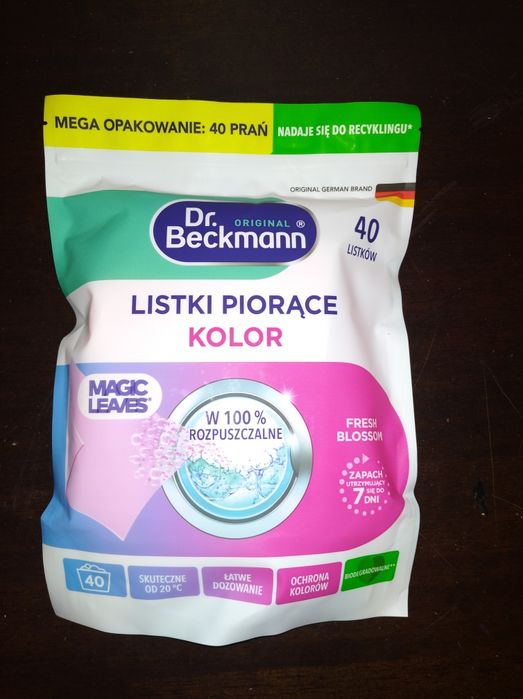 MEGA OPAKOWANIE: 40 PRAŃ
NADAJE SIĘ DO RECYKLINGU*
ORIGINAL GERMAN BRAND
ORIGINAL
Dr.
Beckmann®
40
LISTKÓW
LISTKI PIORĄCE
KOLOR
MAGIC
LEAVES*
W 100%
ROZPUSZCZALNE
FRESH
BLOSSOM
ZAPACH
UTRZYMUJĄCY
7 SIĘ DO
DNI
40
SKUTECZNE
OD 20 °C
ŁATWE
DOZOWANIE
OCHRONA
KOLORÓW
BIODEGRADOWALNE**